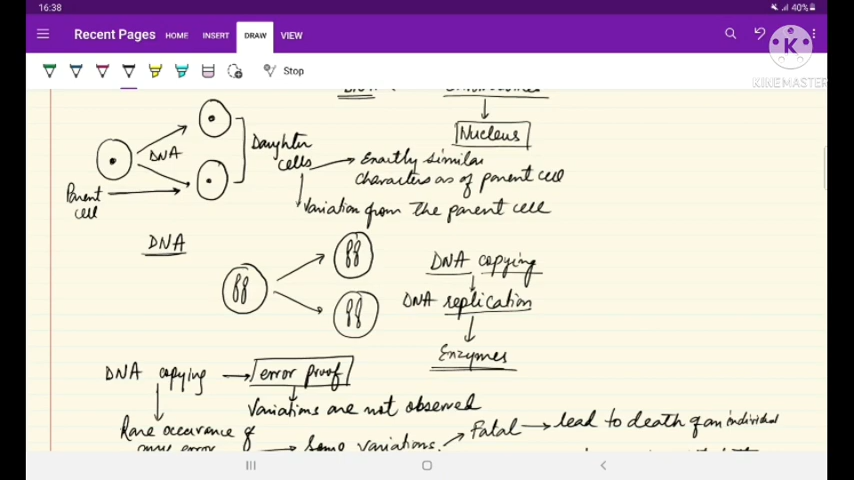 16:38
40%
Recent Pages HOME INSERT DRAW VIEW
K
KINEMASTER
Stop
Nucleus
DNA
Daughter
cells
Exactly similar
characters as of parent cell
Parent
cell
Variation from the parent cell
DNA
DNA copying
DNA replication
Enzymes
DNA copying
error proof
Variations are not observed
Rare occurance of
Some variations
Fatal
lead to death of an individual